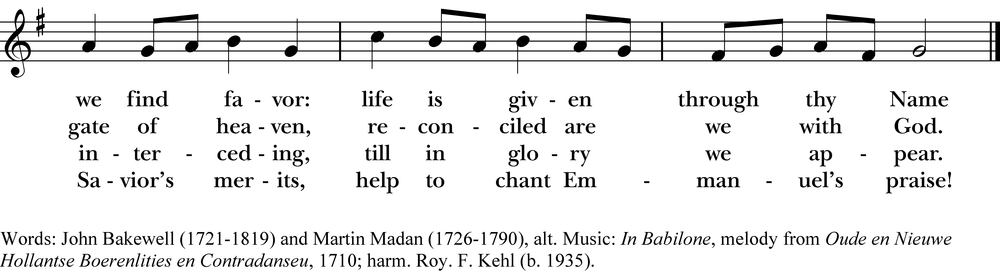 we find fa - vor: life is giv - en through thy Name
gate of hea - ven, re - con - ciled are we with God.
in - ter - ced - ing, till in glo - ry we ap - pear.
Sa - vior’s mer - its, help to chant Em - man - uel’s praise!
Words: John Bakewell (1721-1819) and Martin Madan (1726-1790), alt. Music: In Babilone, melody from Oude en Nieuwe
Hollantse Boerenlities en Contradanseu, 1710; harm. Roy. F. Kehl (b. 1935).